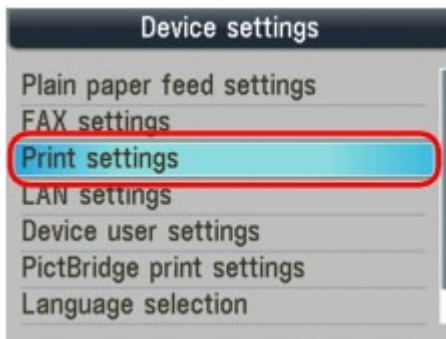 Device settings
Plain paper feed settings
FAX settings
Print settings
LAN settings
Device user settings
PictBridge print settings
Language selection